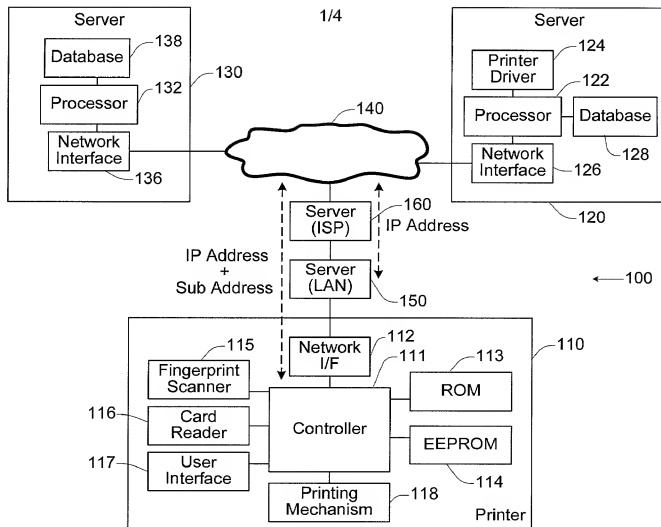 1/4
Server
Database
138
130
Processor
132
Network
Interface
136
140
Server
Printer
Driver
124
122
Processor
Database
128
Network
Interface
126
120
Server
(ISP)
160
IP Address
IP Address
+
Sub Address
Server
(LAN)
150
100
110
Network
I/F
112
111
115
Fingerprint
Scanner
113
ROM
116
Card
Reader
Controller
EEPROM
114
117
User
Interface
Printing
Mechanism
118
Printer